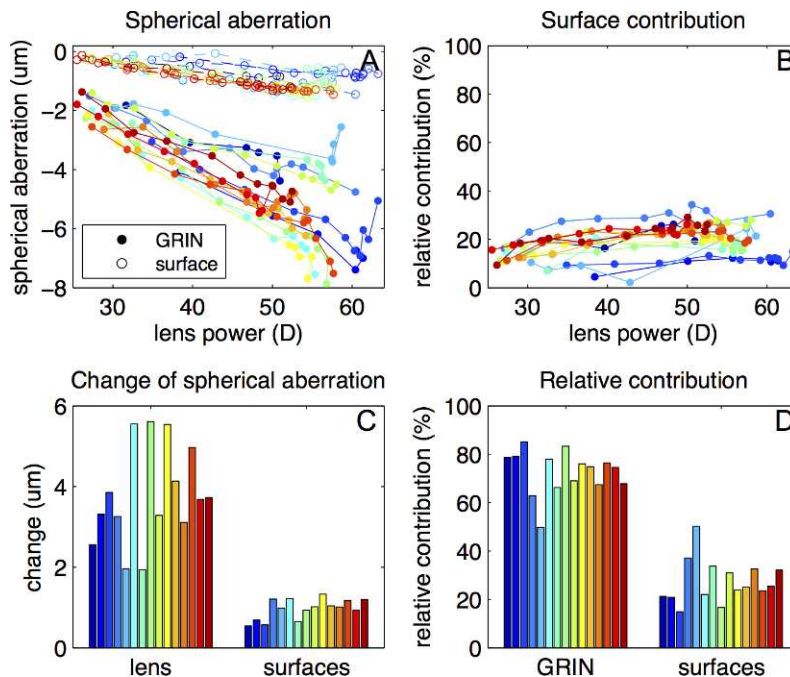 Spherical aberration
A
spherical aberration (um)
0
−2
−4
−6
−8
GRIN
surface
30
40
50
60
lens power (D)
Surface contribution
B
relative contribution (%)
100
80
60
40
20
0
30
40
50
60
lens power (D)
Change of spherical aberration
C
change (um)
6
4
2
0
lens
surfaces
Relative contribution
D
relative contribution (%)
100
80
60
40
20
0
GRIN
surfaces